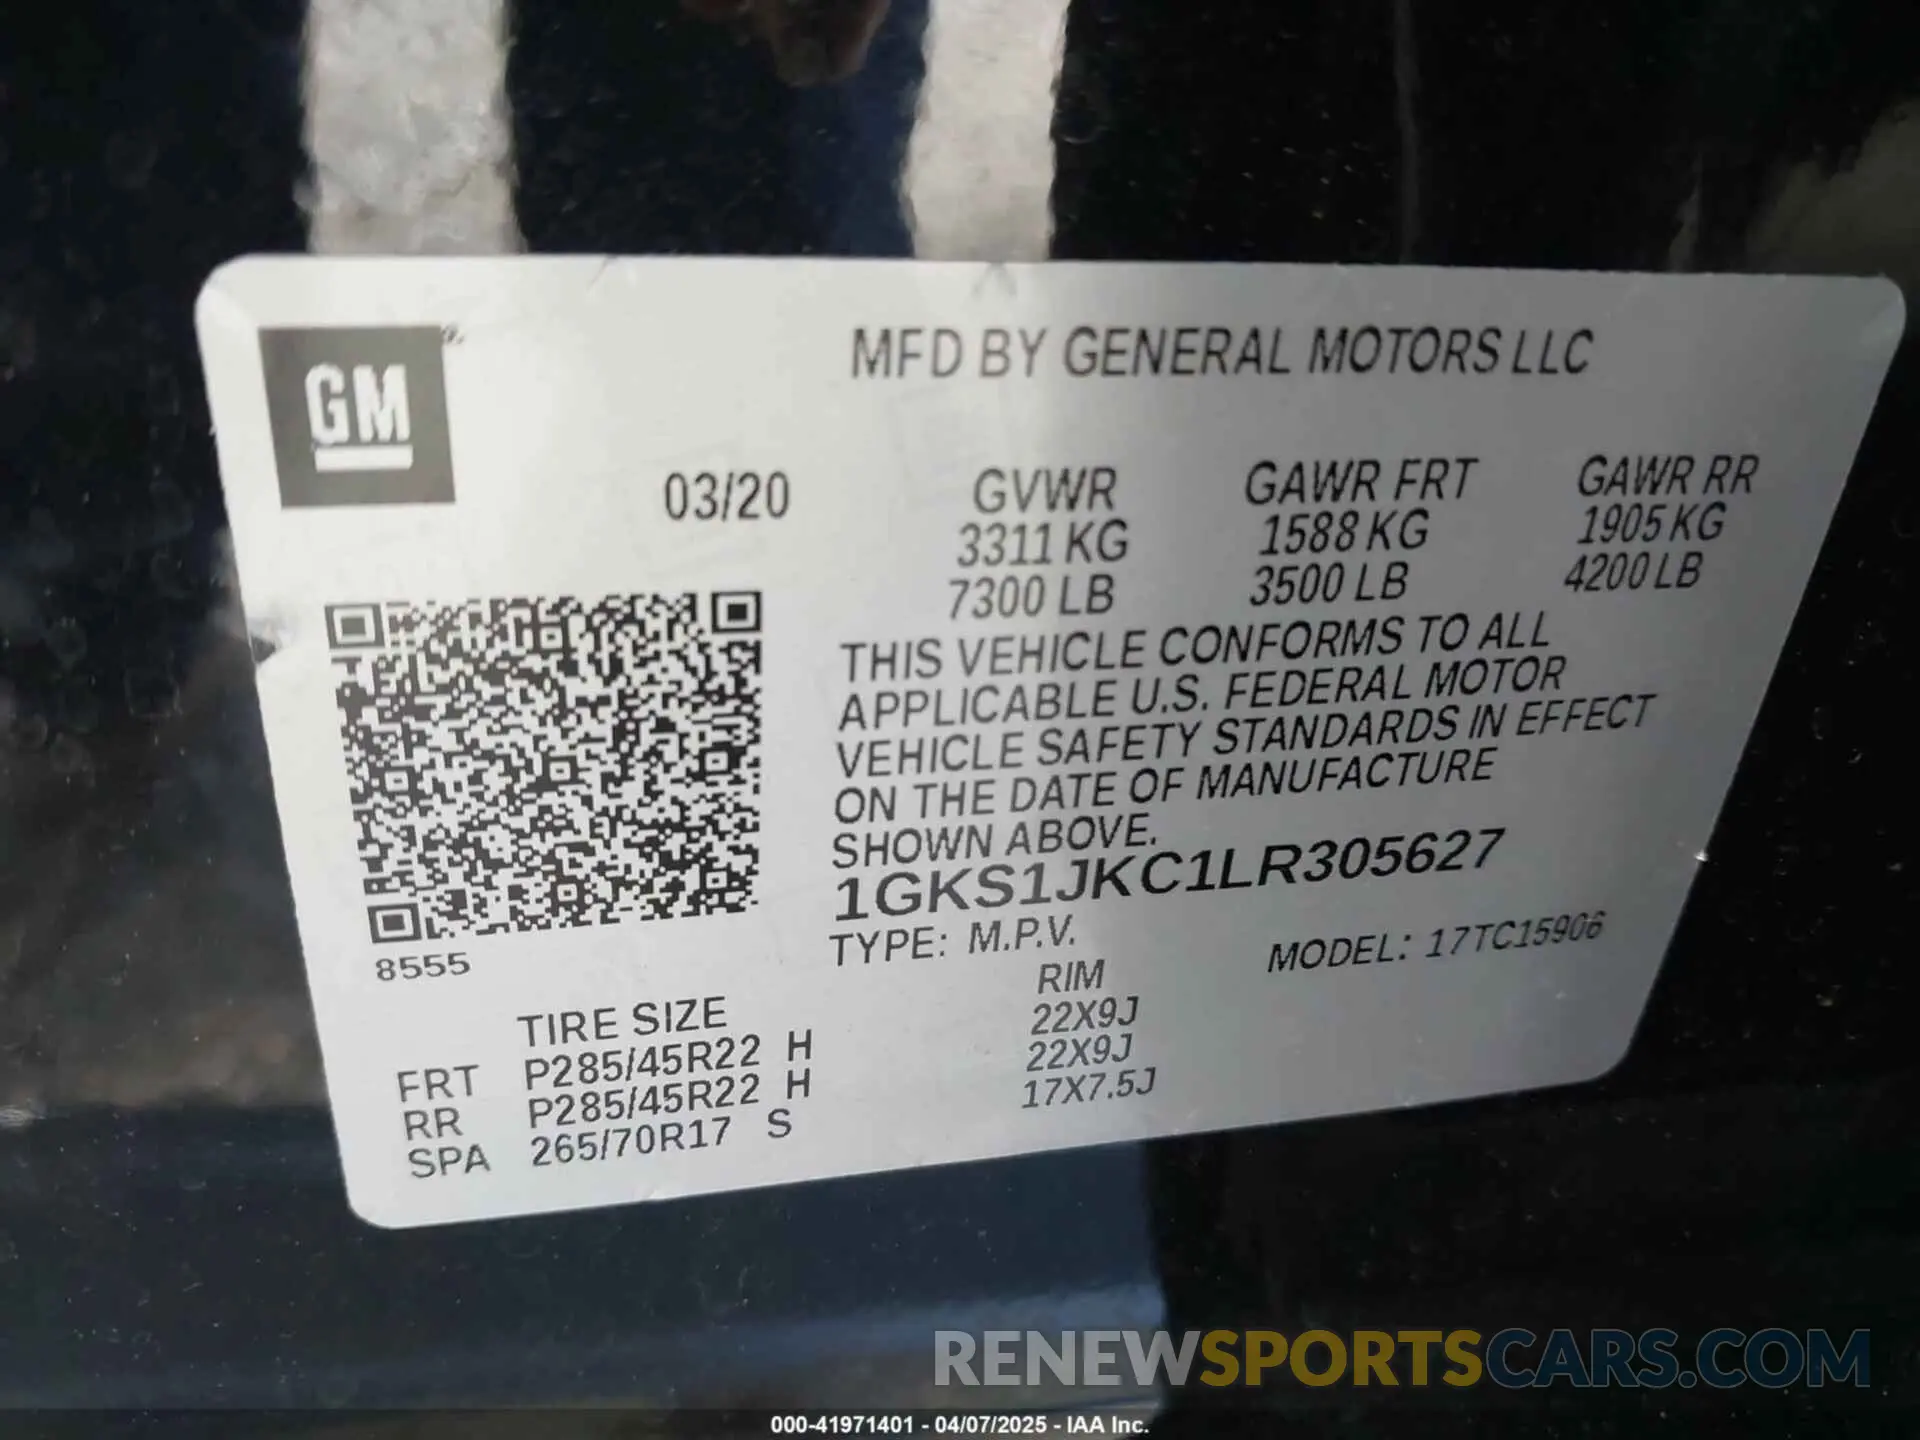 GM
MFD BY GENERAL MOTORS LLC
03/20
GVWR GAWR FRT GAWR RR
3311 KG 1588 KG 1905 KG
7300 LB 3500 LB 4200 LB
THIS VEHICLE CONFORMS TO ALL
APPLICABLE U.S. FEDERAL MOTOR
VEHICLE SAFETY STANDARDS IN EFFECT
ON THE DATE OF MANUFACTURE
SHOWN ABOVE.
1GKS1JKC1LR305627
TYPE: M.P.V. MODEL: 17TC15906
8555
TIRE SIZE RIM
FRT P285/45R22 H 22X9J
RR P285/45R22 H 22X9J
SPA 265/70R17 S 17X7.5J
RENEWSPORTSCARS.COM
000-41971401 - 04/07/2025 - IAA Inc.